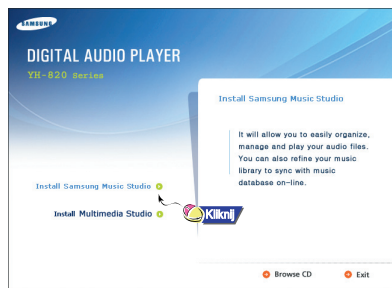 SAMSUNG
DIGITAL AUDIO PLAYER
YH-820 Series
Install Samsung Music Studio
It will allow you to easily organize,
manage and play your audio files.
You can also refine your music
library to sync with music
database on-line.
Install Samsung Music Studio
Install Multimedia Studio
Kliknij
Browse CD
Exit